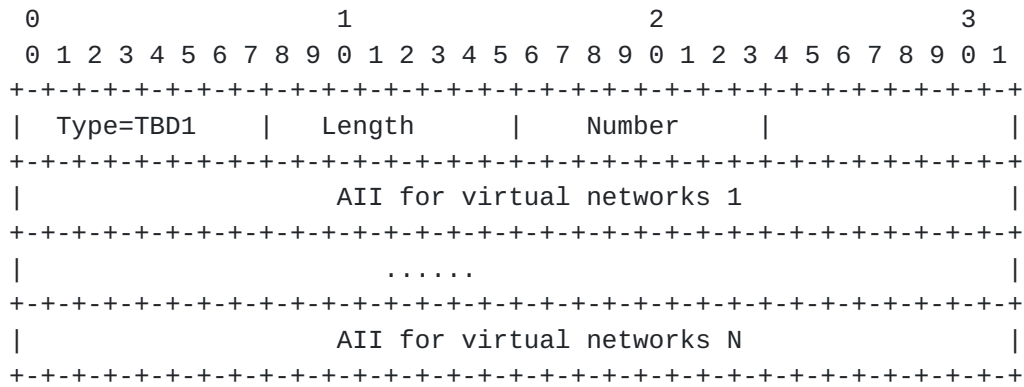 0                   1                   2                   3
 0 1 2 3 4 5 6 7 8 9 0 1 2 3 4 5 6 7 8 9 0 1 2 3 4 5 6 7 8 9 0 1
+-+-+-+-+-+-+-+-+-+-+-+-+-+-+-+-+-+-+-+-+-+-+-+-+-+-+-+-+-+-+-+-+
|  Type=TBD1    |   Length      |    Number     |               |
+-+-+-+-+-+-+-+-+-+-+-+-+-+-+-+-+-+-+-+-+-+-+-+-+-+-+-+-+-+-+-+-+
|                    AII for virtual networks 1                 |
+-+-+-+-+-+-+-+-+-+-+-+-+-+-+-+-+-+-+-+-+-+-+-+-+-+-+-+-+-+-+-+-+
|                       ......                                  |
+-+-+-+-+-+-+-+-+-+-+-+-+-+-+-+-+-+-+-+-+-+-+-+-+-+-+-+-+-+-+-+-+
|                    AII for virtual networks N                 |
+-+-+-+-+-+-+-+-+-+-+-+-+-+-+-+-+-+-+-+-+-+-+-+-+-+-+-+-+-+-+-+-+